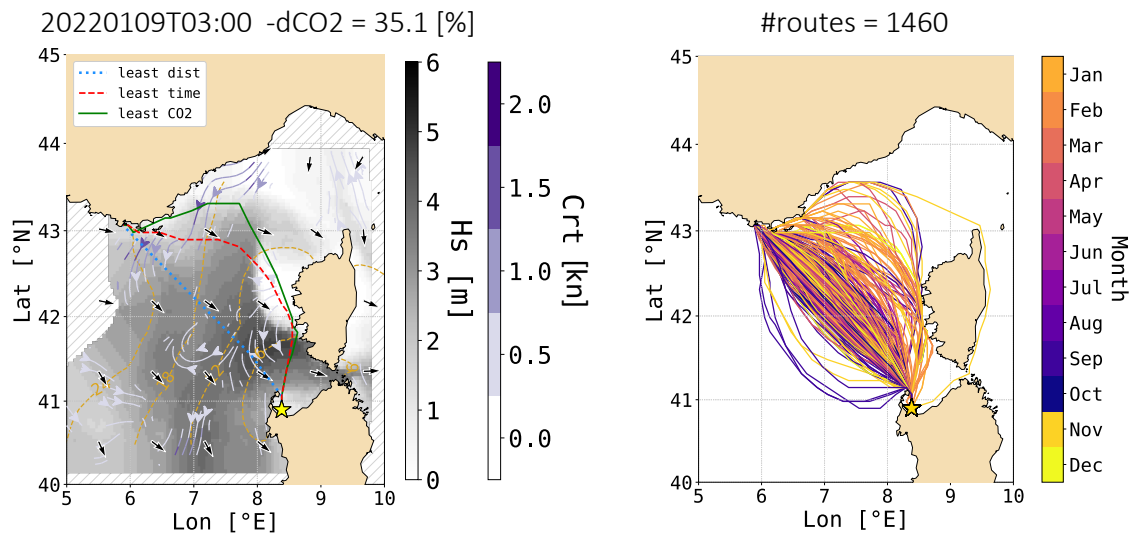 20220109T03:00  -dCO2 = 35.1 [%]
#routes = 1460
least dist
least time
least CO2
45
44
43
42
41
40
5
6
7
8
9
10
Lat [°N]
Lon [°E]
18
6
5
4
3
2
1
0
Hs [m]
2.0
1.5
1.0
0.5
0.0
Crt [kn]
45
44
43
42
41
40
5
6
7
8
9
10
Lat [°N]
Lon [°E]
Jan
Feb
Mar
Apr
May
Jun
Jul
Aug
Sep
Oct
Nov
Dec
Month